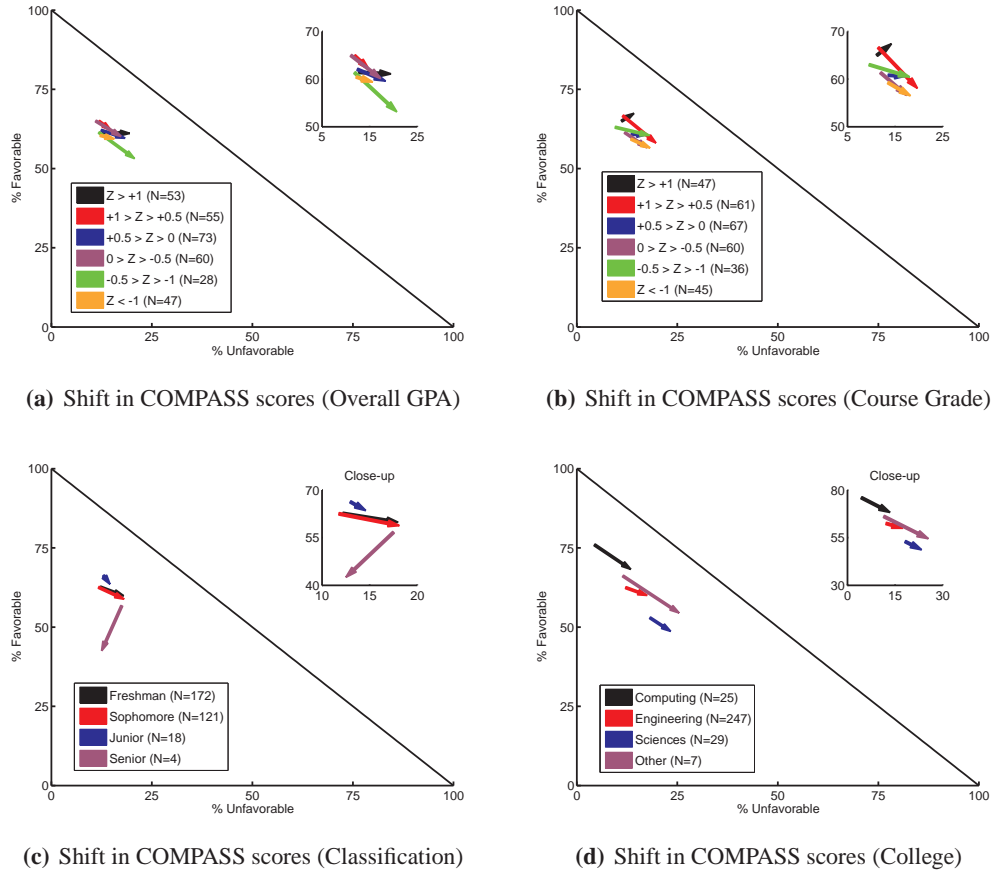 100
75
50
25
0
% Favorable
0 25 50 75 100
% Unfavorable
70
60
50
5 15 25
Z > +1 (N=53)
+1 > Z > +0.5 (N=55)
+0.5 > Z > 0 (N=73)
0 > Z > -0.5 (N=60)
-0.5 > Z > -1 (N=28)
Z < -1 (N=47)
(a) Shift in COMPASS scores (Overall GPA)
100
75
50
25
0
% Favorable
0 25 50 75 100
% Unfavorable
70
60
50
5 15 25
Z > +1 (N=47)
+1 > Z > +0.5 (N=61)
+0.5 > Z > 0 (N=67)
0 > Z > -0.5 (N=60)
-0.5 > Z > -1 (N=36)
Z < -1 (N=45)
(b) Shift in COMPASS scores (Course Grade)
100
75
50
25
0
% Favorable
0 25 50 75 100
% Unfavorable
Close-up
70
60
50
40
10 15 20
Freshman (N=172)
Sophomore (N=121)
Junior (N=18)
Senior (N=4)
(c) Shift in COMPASS scores (Classification)
100
75
50
25
0
% Favorable
0 25 50 75 100
% Unfavorable
Close-up
80
55
30
0 15 30
Computing (N=25)
Engineering (N=247)
Sciences (N=29)
Other (N=7)
(d) Shift in COMPASS scores (College)